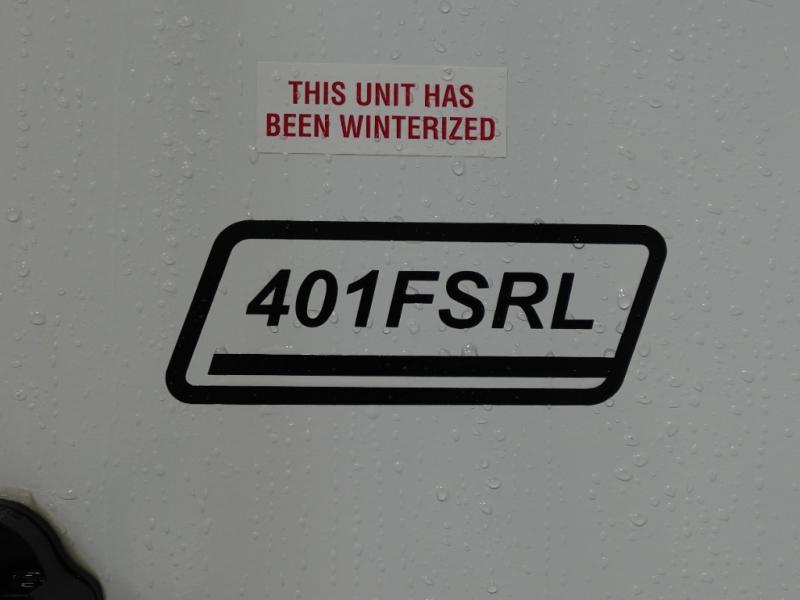 THIS UNIT HAS
BEEN WINTERIZED
401FSRL